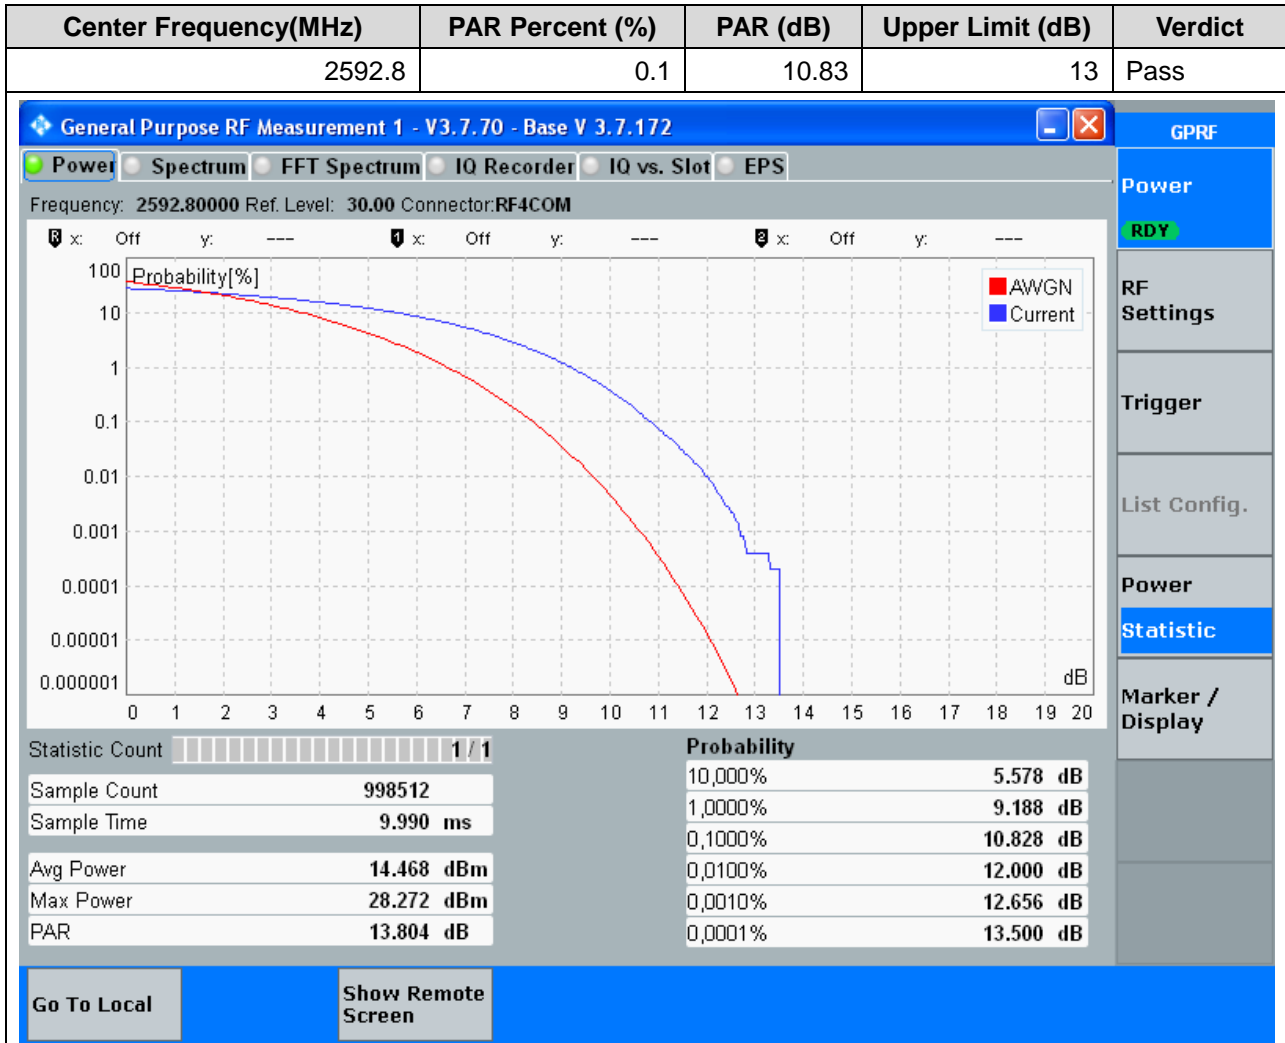 Center Frequency(MHz) PAR Percent (%) PAR (dB) Upper Limit (dB) Verdict
2592.8 0.1 10.83 13 Pass
General Purpose RF Measurement 1 - V3.7.70 - Base V 3.7.172
GPRF
Power Spectrum FFT Spectrum IQ Recorder IQ vs. Slot EPS
Frequency: 2592.80000 Ref. Level: 30.00 Connector:RF4COM
R x: Off y: --- 1 x: Off y: --- 2 x: Off y: ---
Probability[%]
AWGN
Current
100
10
1
0.1
0.01
0.001
0.0001
0.00001
0.000001
dB
0 1 2 3 4 5 6 7 8 9 10 11 12 13 14 15 16 17 18 19 20
Statistic Count 1 / 1
Sample Count 998512
Sample Time 9.990 ms
Avg Power 14.468 dBm
Max Power 28.272 dBm
PAR 13.804 dB
Probability
10,000% 5.578 dB
1,0000% 9.188 dB
0,1000% 10.828 dB
0,0100% 12.000 dB
0,0010% 12.656 dB
0,0001% 13.500 dB
Power
RDY
RF
Settings
Trigger
List Config.
Power
Statistic
Marker /
Display
Go To Local
Show Remote
Screen